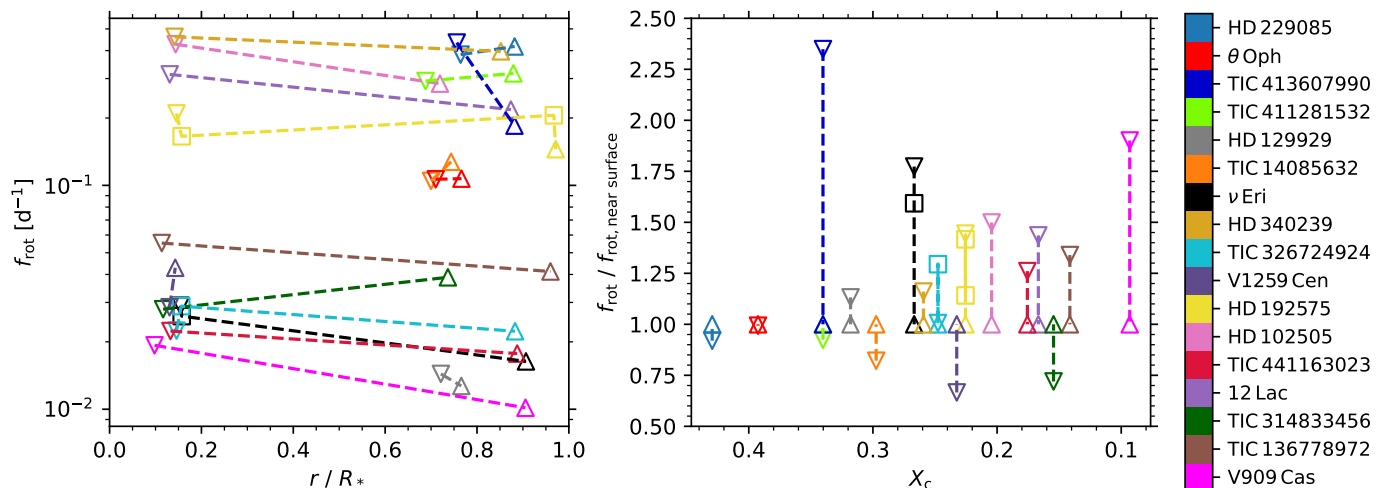 10⁻¹
10⁻²
f_rot [d⁻¹]
0.0 0.2 0.4 0.6 0.8 1.0
r / R_*
2.50
2.25
2.00
1.75
1.50
1.25
1.00
0.75
0.50
f_rot / f_rot, near surface
0.4 0.3 0.2 0.1
X_c
HD 229085
θ Oph
TIC 413607990
TIC 411281532
HD 129929
TIC 14085632
ν Eri
HD 340239
TIC 326724924
V1259 Cen
HD 192575
HD 102505
TIC 441163023
12 Lac
TIC 314833456
TIC 136778972
V909 Cas